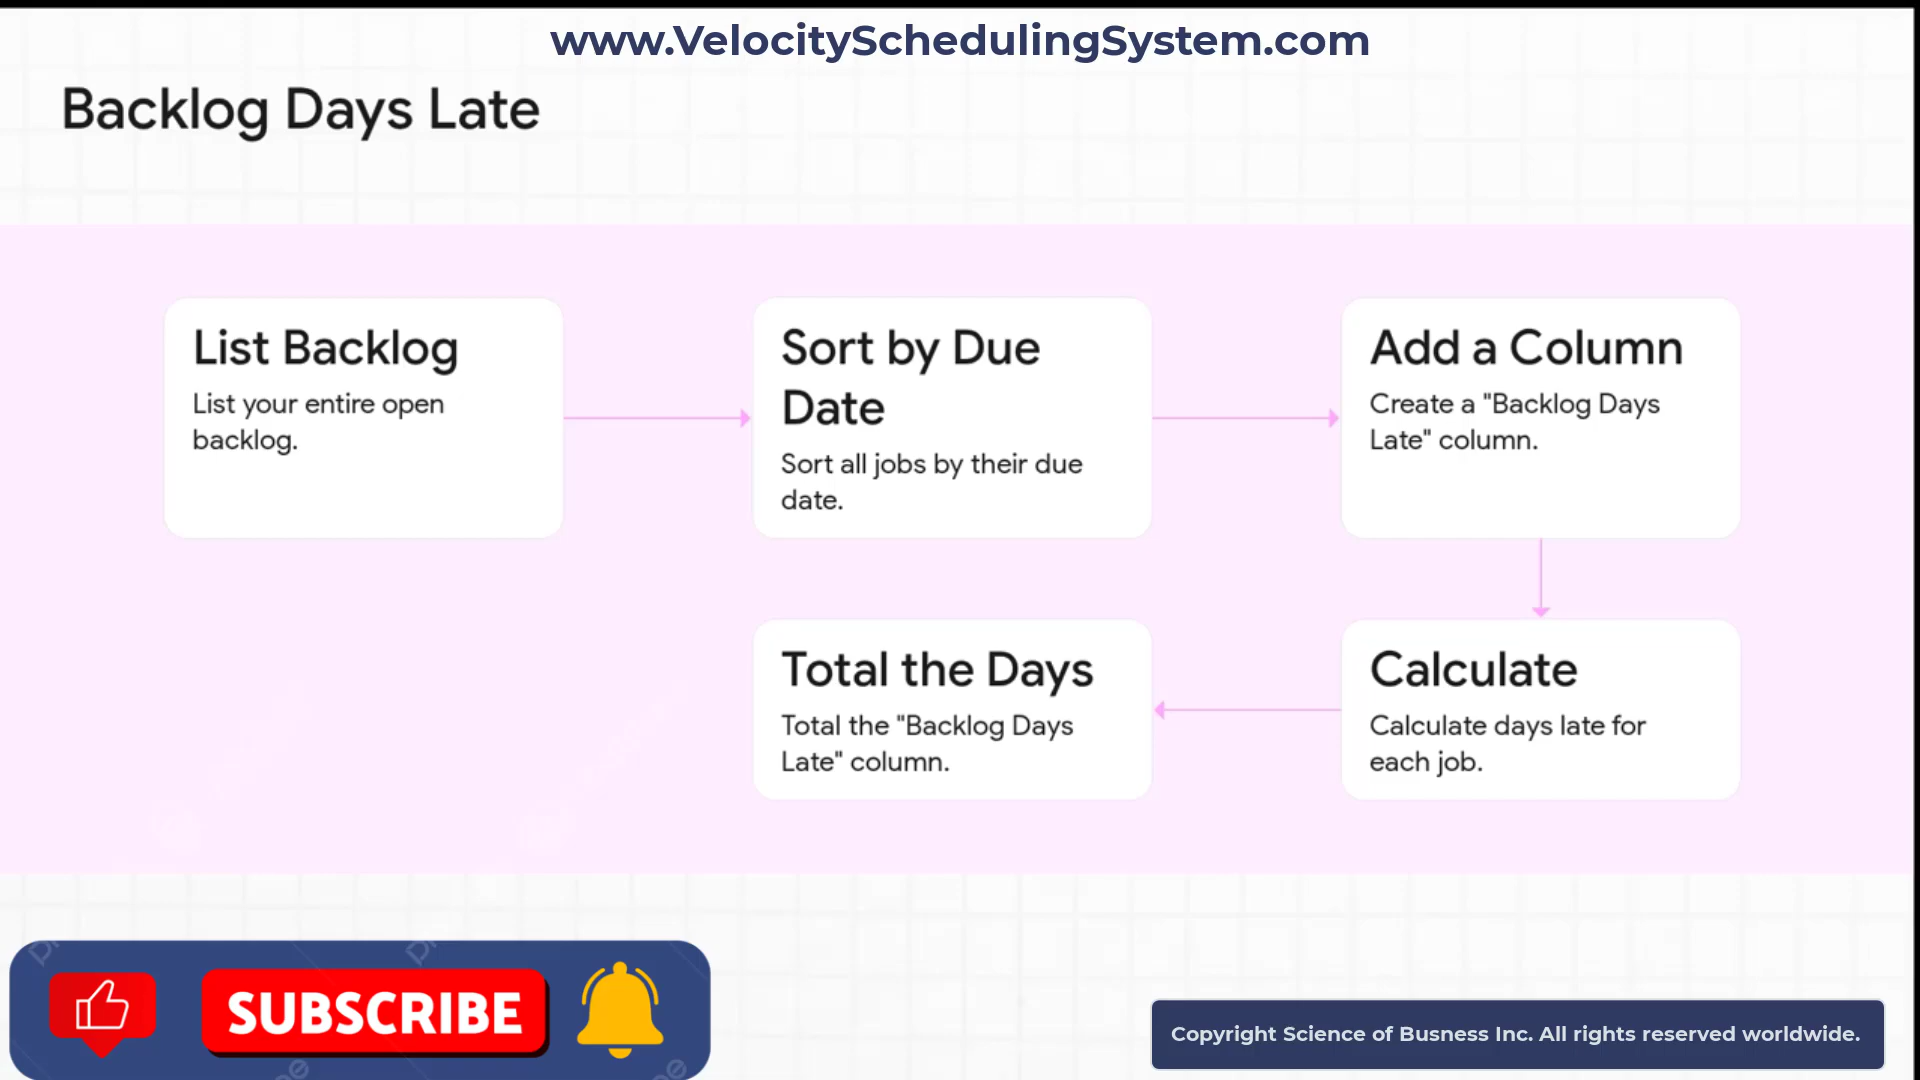 www.VelocitySchedulingSystem.com
Backlog Days Late
List Backlog
List your entire open
backlog.
Sort by Due
Date
Sort all jobs by their due
date.
Add a Column
Create a "Backlog Days
Late" column.
Total the Days
Total the "Backlog Days
Late" column.
Calculate
Calculate days late for
each job.
SUBSCRIBE
Copyright Science of Busness Inc. All rights reserved worldwide.